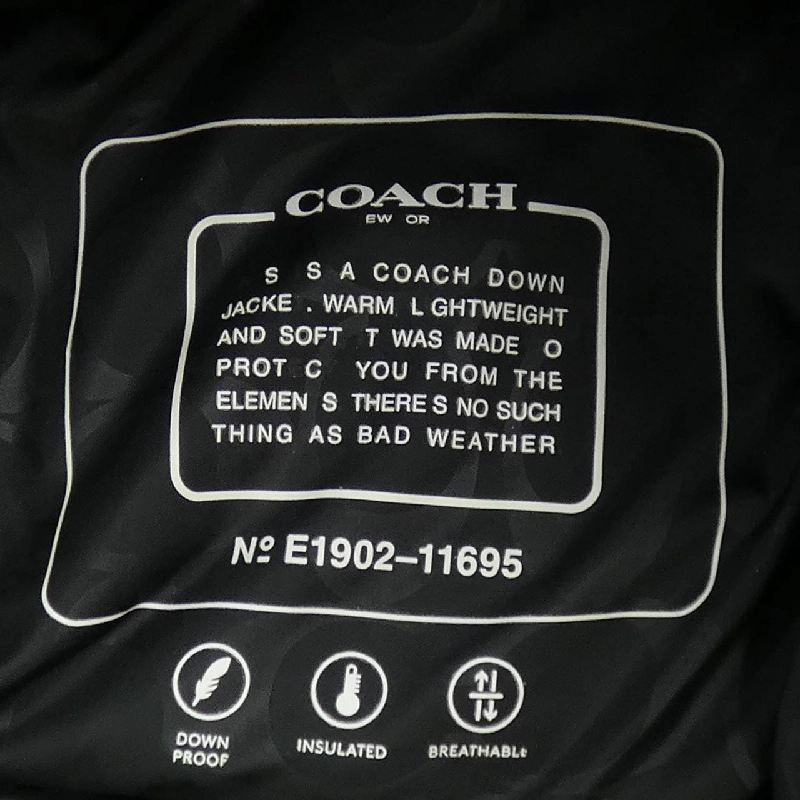 COACH
EW OR
S S A COACH DOWN
JACKE . WARM L GHTWEIGHT
AND SOFT T WAS MADE O
PROT C YOU FROM THE
ELEMEN S THERE S NO SUCH
THING AS BAD WEATHER
Nº E1902–11695
DOWN PROOF
INSULATED
BREATHABLE